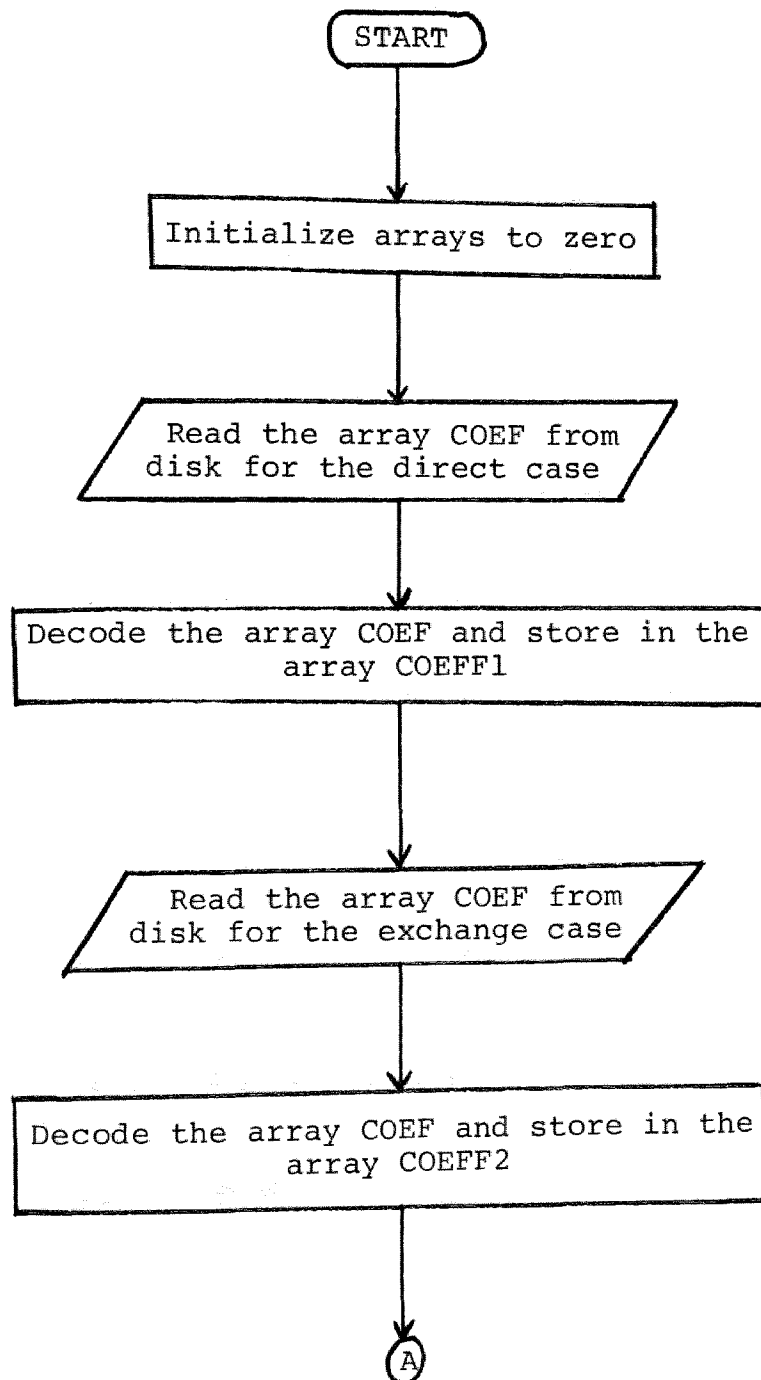 START
Initialize arrays to zero
Read the array COEF from
disk for the direct case
Decode the array COEF and store in the
array COEFF1
Read the array COEF from
disk for the exchange case
Decode the array COEF and store in the
array COEFF2
A